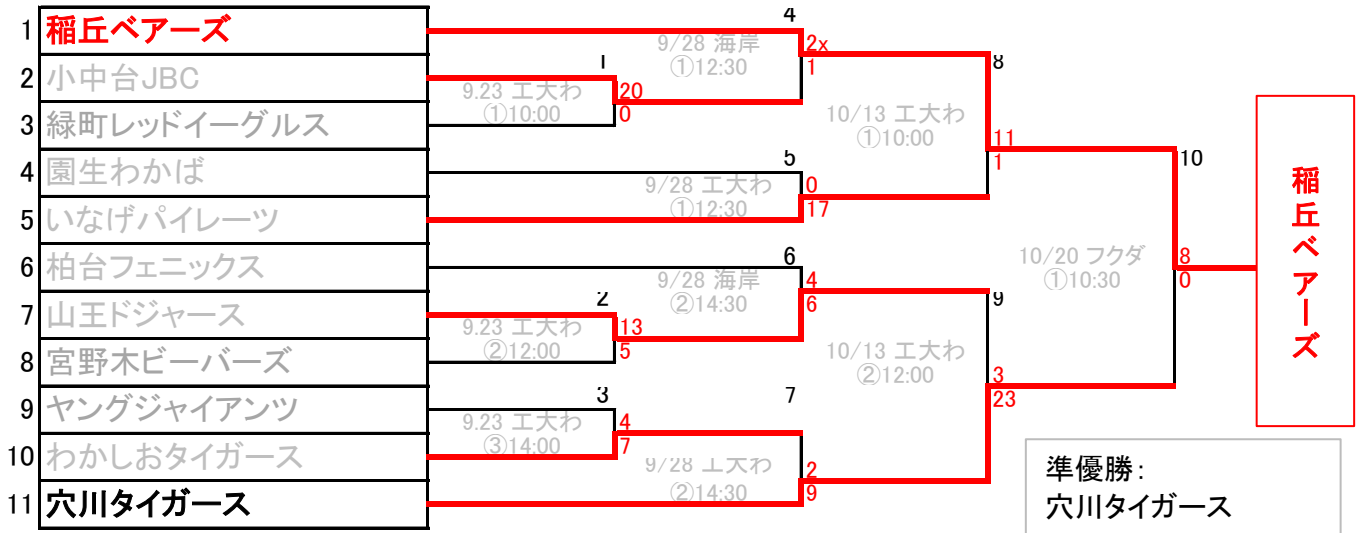 1 稲丘ベアーズ
2 小中台JBC
3 緑町レッドイーグルス
4 園生わかば
5 いなげパイレーツ
6 柏台フェニックス
7 山王ドジャース
8 宮野木ビーバーズ
9 ヤングジャイアンツ
10 わかしおタイガース
11 穴川タイガース
1
9.23 工大わ
①10:00
20
0
2
9.23 工大わ
②12:00
13
5
3
9.23 工大わ
③14:00
4
7
4
9/28 海岸
①12:30
2x
1
5
9/28 工大わ
①12:30
0
17
6
9/28 海岸
②14:30
4
6
7
9/28 工大わ
②14:30
2
9
8
10/13 工大わ
①10:00
11
1
9
10/13 工大わ
②12:00
3
23
10
10/20 フクダ
①10:30
8
0
稲丘ベアーズ
準優勝:
穴川タイガース